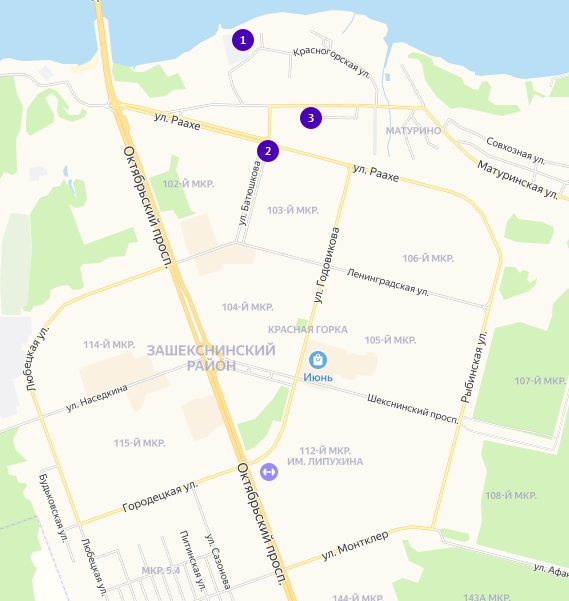 1
Красногорская ул.
3
ул. Раахе
МАТУРИНО
2
Совхозная ул.
Октябрьский просп.
ул. Батюшкова
ул. Раахе
Матуринская ул.
102-Й МКР.
103-Й МКР.
ул. Годовикова
106-Й МКР.
Ленинградская ул.
104-Й МКР.
КРАСНАЯ ГОРКА
Любецкая ул.
114-Й МКР.
ЗАШЕКСНИНСКИЙ
РАЙОН
105-Й МКР.
Рыбинская ул.
Июнь
107-Й МКР.
ул. Наседкина
Шекснинский просп.
115-Й МКР.
112-Й МКР.
ИМ. ЛИПУХИНА
Будьковская ул.
Городецкая ул.
Октябрьский просп.
108-Й МКР.
Любецкая ул.
Питинская ул.
ул. Сазонова
ул. Монтклер
МКР. 5.4
ул. Афан
144-Й МКР.
143А МКР.